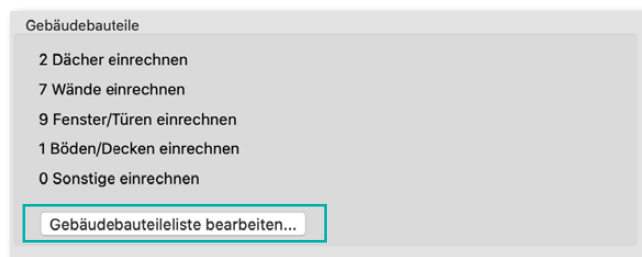 Gebäudebauteile
2 Dächer einrechnen
7 Wände einrechnen
9 Fenster/Türen einrechnen
1 Böden/Decken einrechnen
0 Sonstige einrechnen
Gebäudebauteileliste bearbeiten...